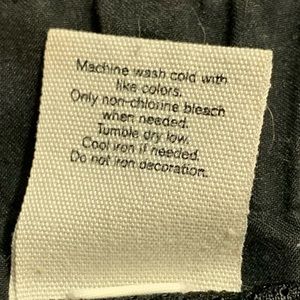 Machine wash cold with
like colors.
Only non-chlorine bleach
when needed.
Tumble dry low.
Cool iron if needed.
Do not iron decoration.